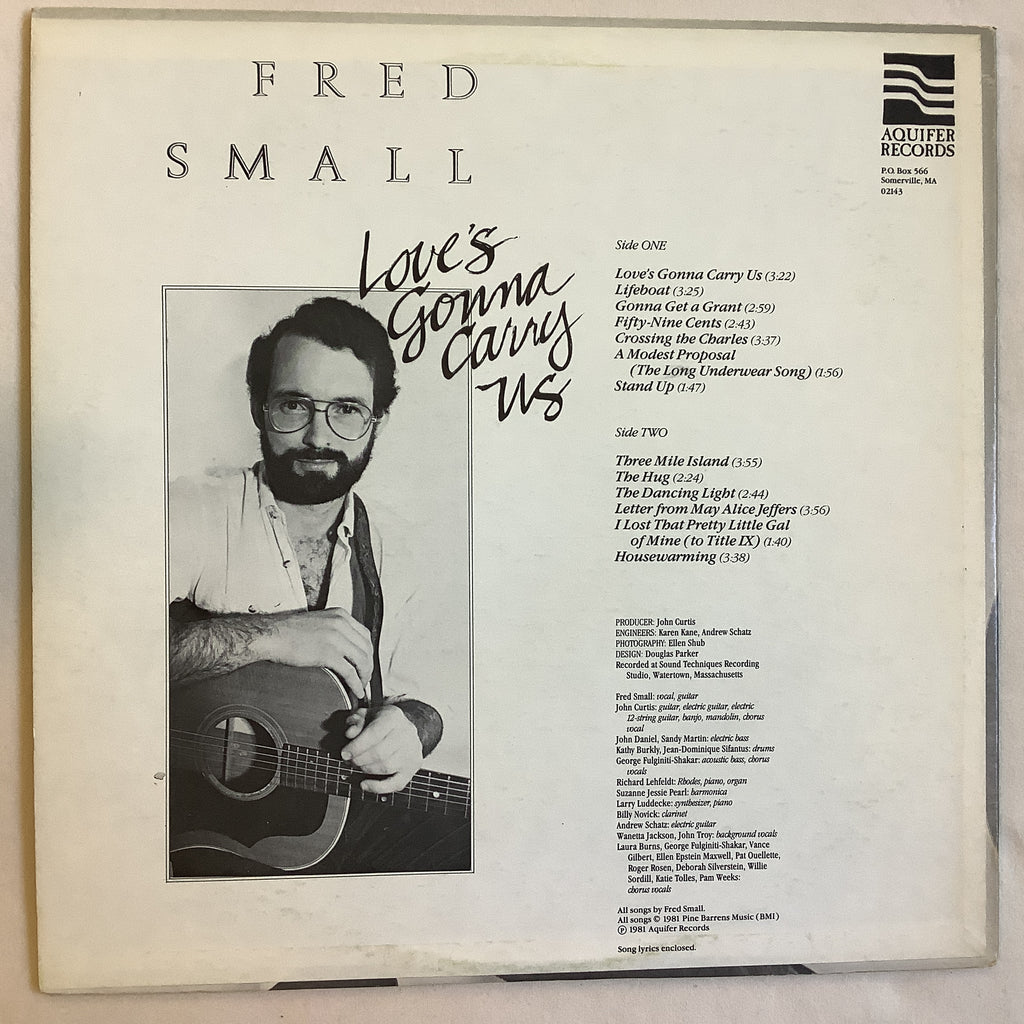 FRED
SMALL
AQUIFER
RECORDS
P.O. Box 566
Somerville, MA
02143
Love's
Gonna
Carry
Us
Side ONE
Love's Gonna Carry Us (3:22)
Lifeboat (3:25)
Gonna Get a Grant (2:59)
Fifty-Nine Cents (2:43)
Crossing the Charles (3:37)
A Modest Proposal
(The Long Underwear Song) (1:56)
Stand Up (1:47)
Side TWO
Three Mile Island (3:55)
The Hug (2:24)
The Dancing Light (2:44)
Letter from May Alice Jeffers (3:56)
I Lost That Pretty Little Gal
of Mine (to Title IX) (1:40)
Housewarming (3:38)
PRODUCER: John Curtis
ENGINEERS: Karen Kane, Andrew Schatz
PHOTOGRAPHY: Ellen Shub
DESIGN: Douglas Parker
Recorded at Sound Techniques Recording
Studio, Watertown, Massachusetts
Fred Small: vocal, guitar
John Curtis: guitar, electric guitar, electric
12-string guitar, banjo, mandolin, chorus
vocal
John Daniel, Sandy Martin: electric bass
Kathy Burkly, Jean-Dominique Sifantus: drums
George Fulginiti-Shakar: acoustic bass, chorus
vocals
Richard Lehfeldt: Rhodes, piano, organ
Suzanne Jessie Pearl: harmonica
Larry Luddecke: synthesizer, piano
Billy Novick: clarinet
Andrew Schatz: electric guitar
Wanetta Jackson, John Troy: background vocals
Laura Burns, George Fulginiti-Shakar, Vance
Gilbert, Ellen Epstein Maxwell, Pat Ouellette,
Roger Rosen, Deborah Silverstein, Willie
Sordill, Katie Tolles, Pam Weeks:
chorus vocals
All songs by Fred Small.
All songs © 1981 Pine Barrens Music (BMI)
℗ 1981 Aquifer Records
Song lyrics enclosed.